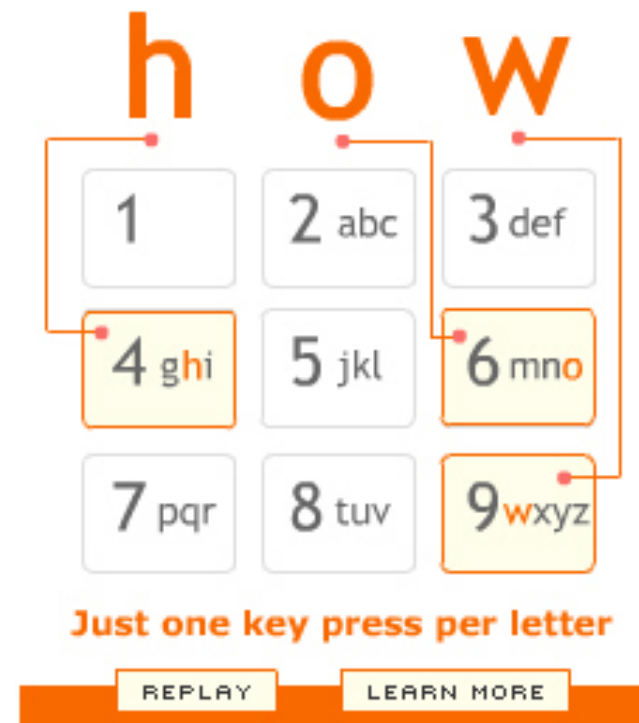 how
1 2 abc 3 def
4 ghi 5 jkl 6 mno
7 pqr 8 tuv 9 wxyz
Just one key press per letter
REPLAY LEARN MORE